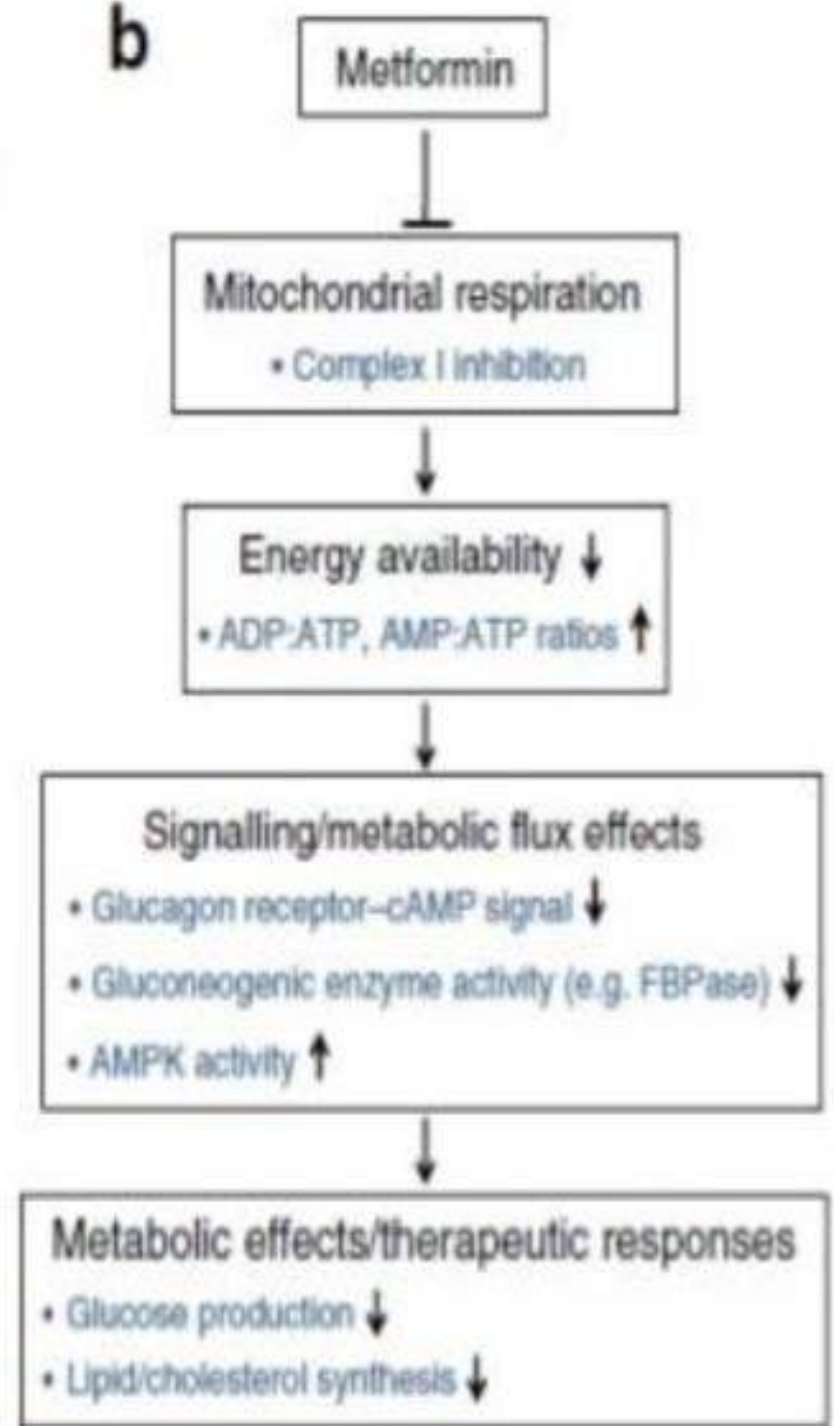 b
Metformin
Mitochondrial respiration
• Complex I inhibition
Energy availability ↓
• ADP:ATP, AMP:ATP ratios ↑
Signalling/metabolic flux effects
• Glucagon receptor–cAMP signal ↓
• Gluconeogenic enzyme activity (e.g. FBPase) ↓
• AMPK activity ↑
Metabolic effects/therapeutic responses
• Glucose production ↓
• Lipid/cholesterol synthesis ↓